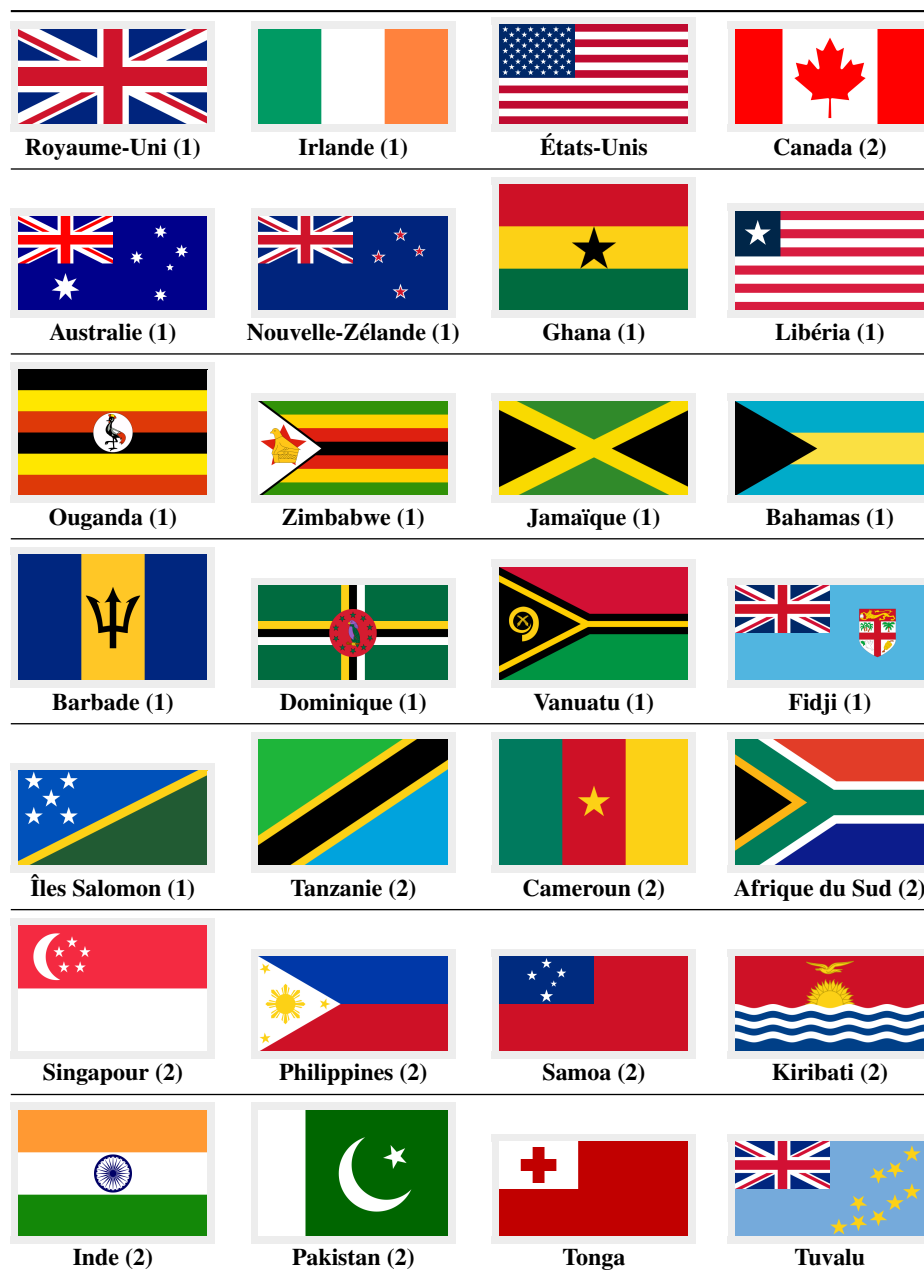 Royaume-Uni (1) Irlande (1) États-Unis Canada (2)
Australie (1) Nouvelle-Zélande (1) Ghana (1) Libéria (1)
Ouganda (1) Zimbabwe (1) Jamaïque (1) Bahamas (1)
Barbade (1) Dominique (1) Vanuatu (1) Fidji (1)
Îles Salomon (1) Tanzanie (2) Cameroun (2) Afrique du Sud (2)
Singapour (2) Philippines (2) Samoa (2) Kiribati (2)
Inde (2) Pakistan (2) Tonga Tuvalu